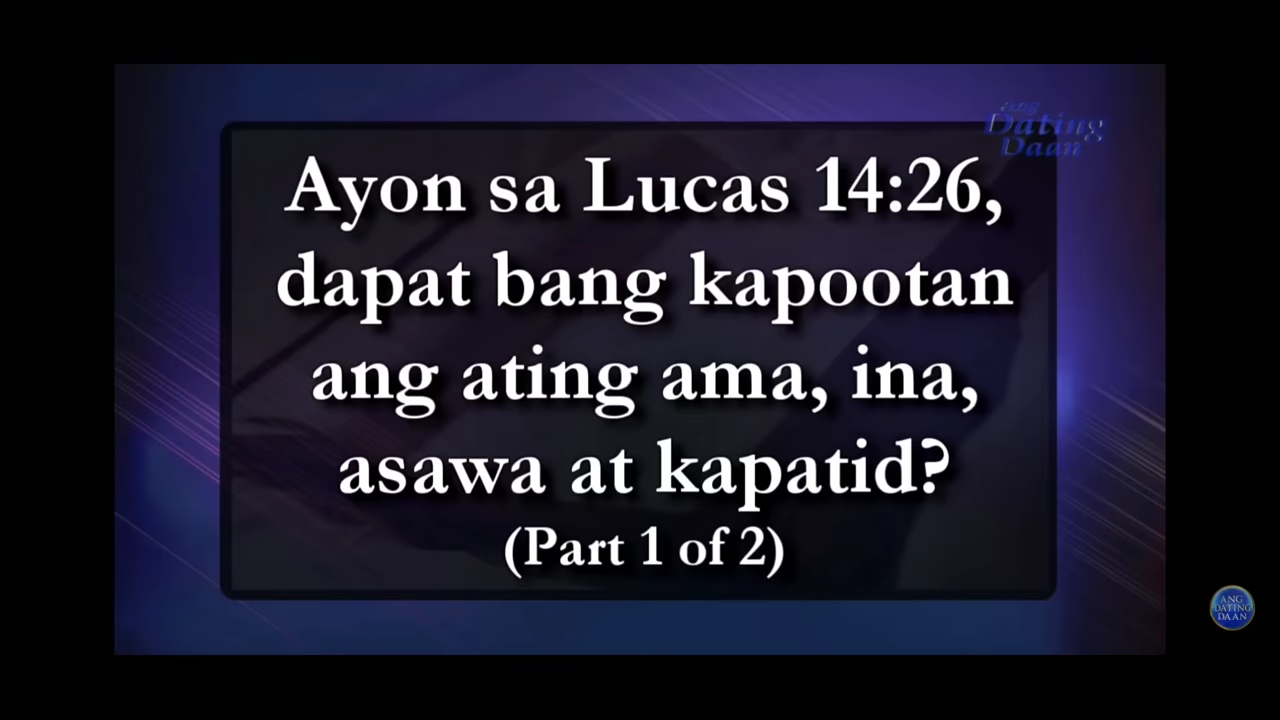 Ang
Dating
Daan
Ayon sa Lucas 14:26,
dapat bang kapootan
ang ating ama, ina,
asawa at kapatid?
(Part 1 of 2)
ANG
DATING
DAAN